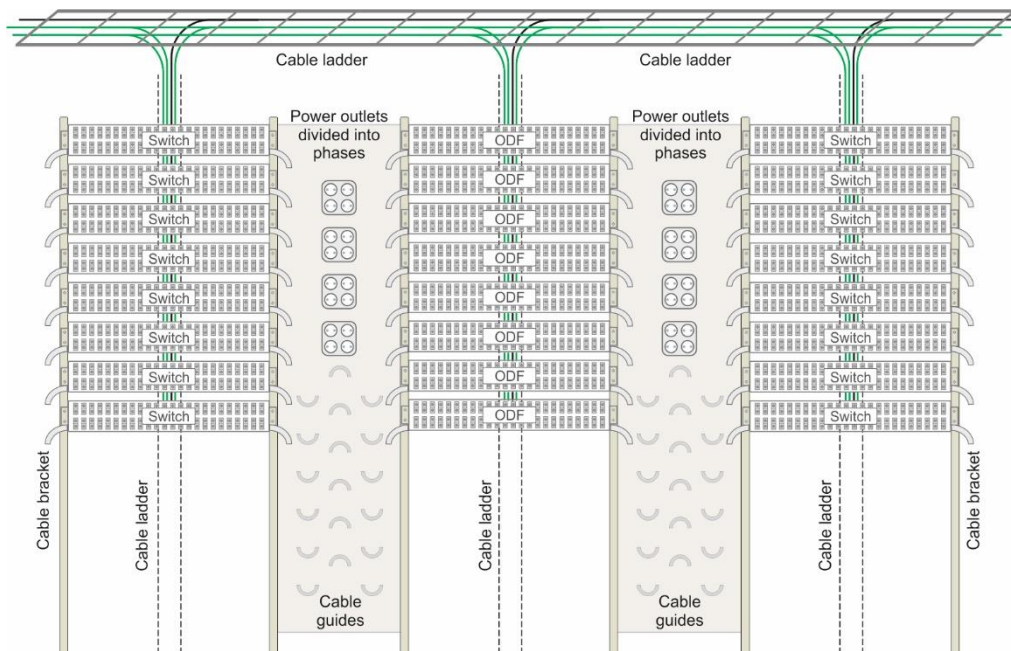 Cable ladder
Cable ladder
Power outlets
divided into
phases
Power outlets
divided into
phases
Switch
ODF
Switch
Switch
ODF
Switch
Switch
ODF
Switch
Switch
ODF
Switch
Switch
ODF
Switch
Switch
ODF
Switch
Switch
ODF
Switch
Switch
ODF
Switch
Cable bracket
Cable ladder
Cable ladder
Cable ladder
Cable bracket
Cable
guides
Cable
guides